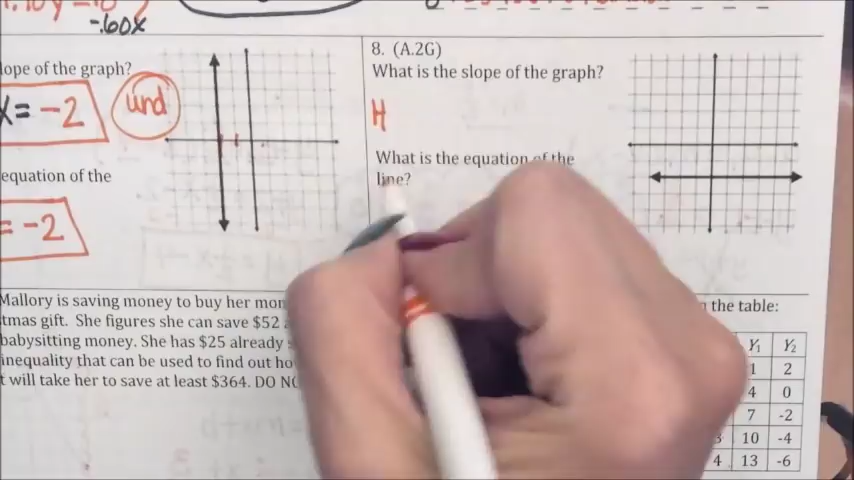 -.60x
lope of the graph?
X= -2
und
equation of the
= -2
8. (A.2G)
What is the slope of the graph?
H
What is the equation of the
line?
Mallory is saving money to buy her mom
tmas gift. She figures she can save $52
babysitting money. She has $25 already
inequality that can be used to find out ho
t will take her to save at least $364. DO NO
the table:
Y₁ Y₂
1 2
4 0
7 -2
3 10 -4
4 13 -6